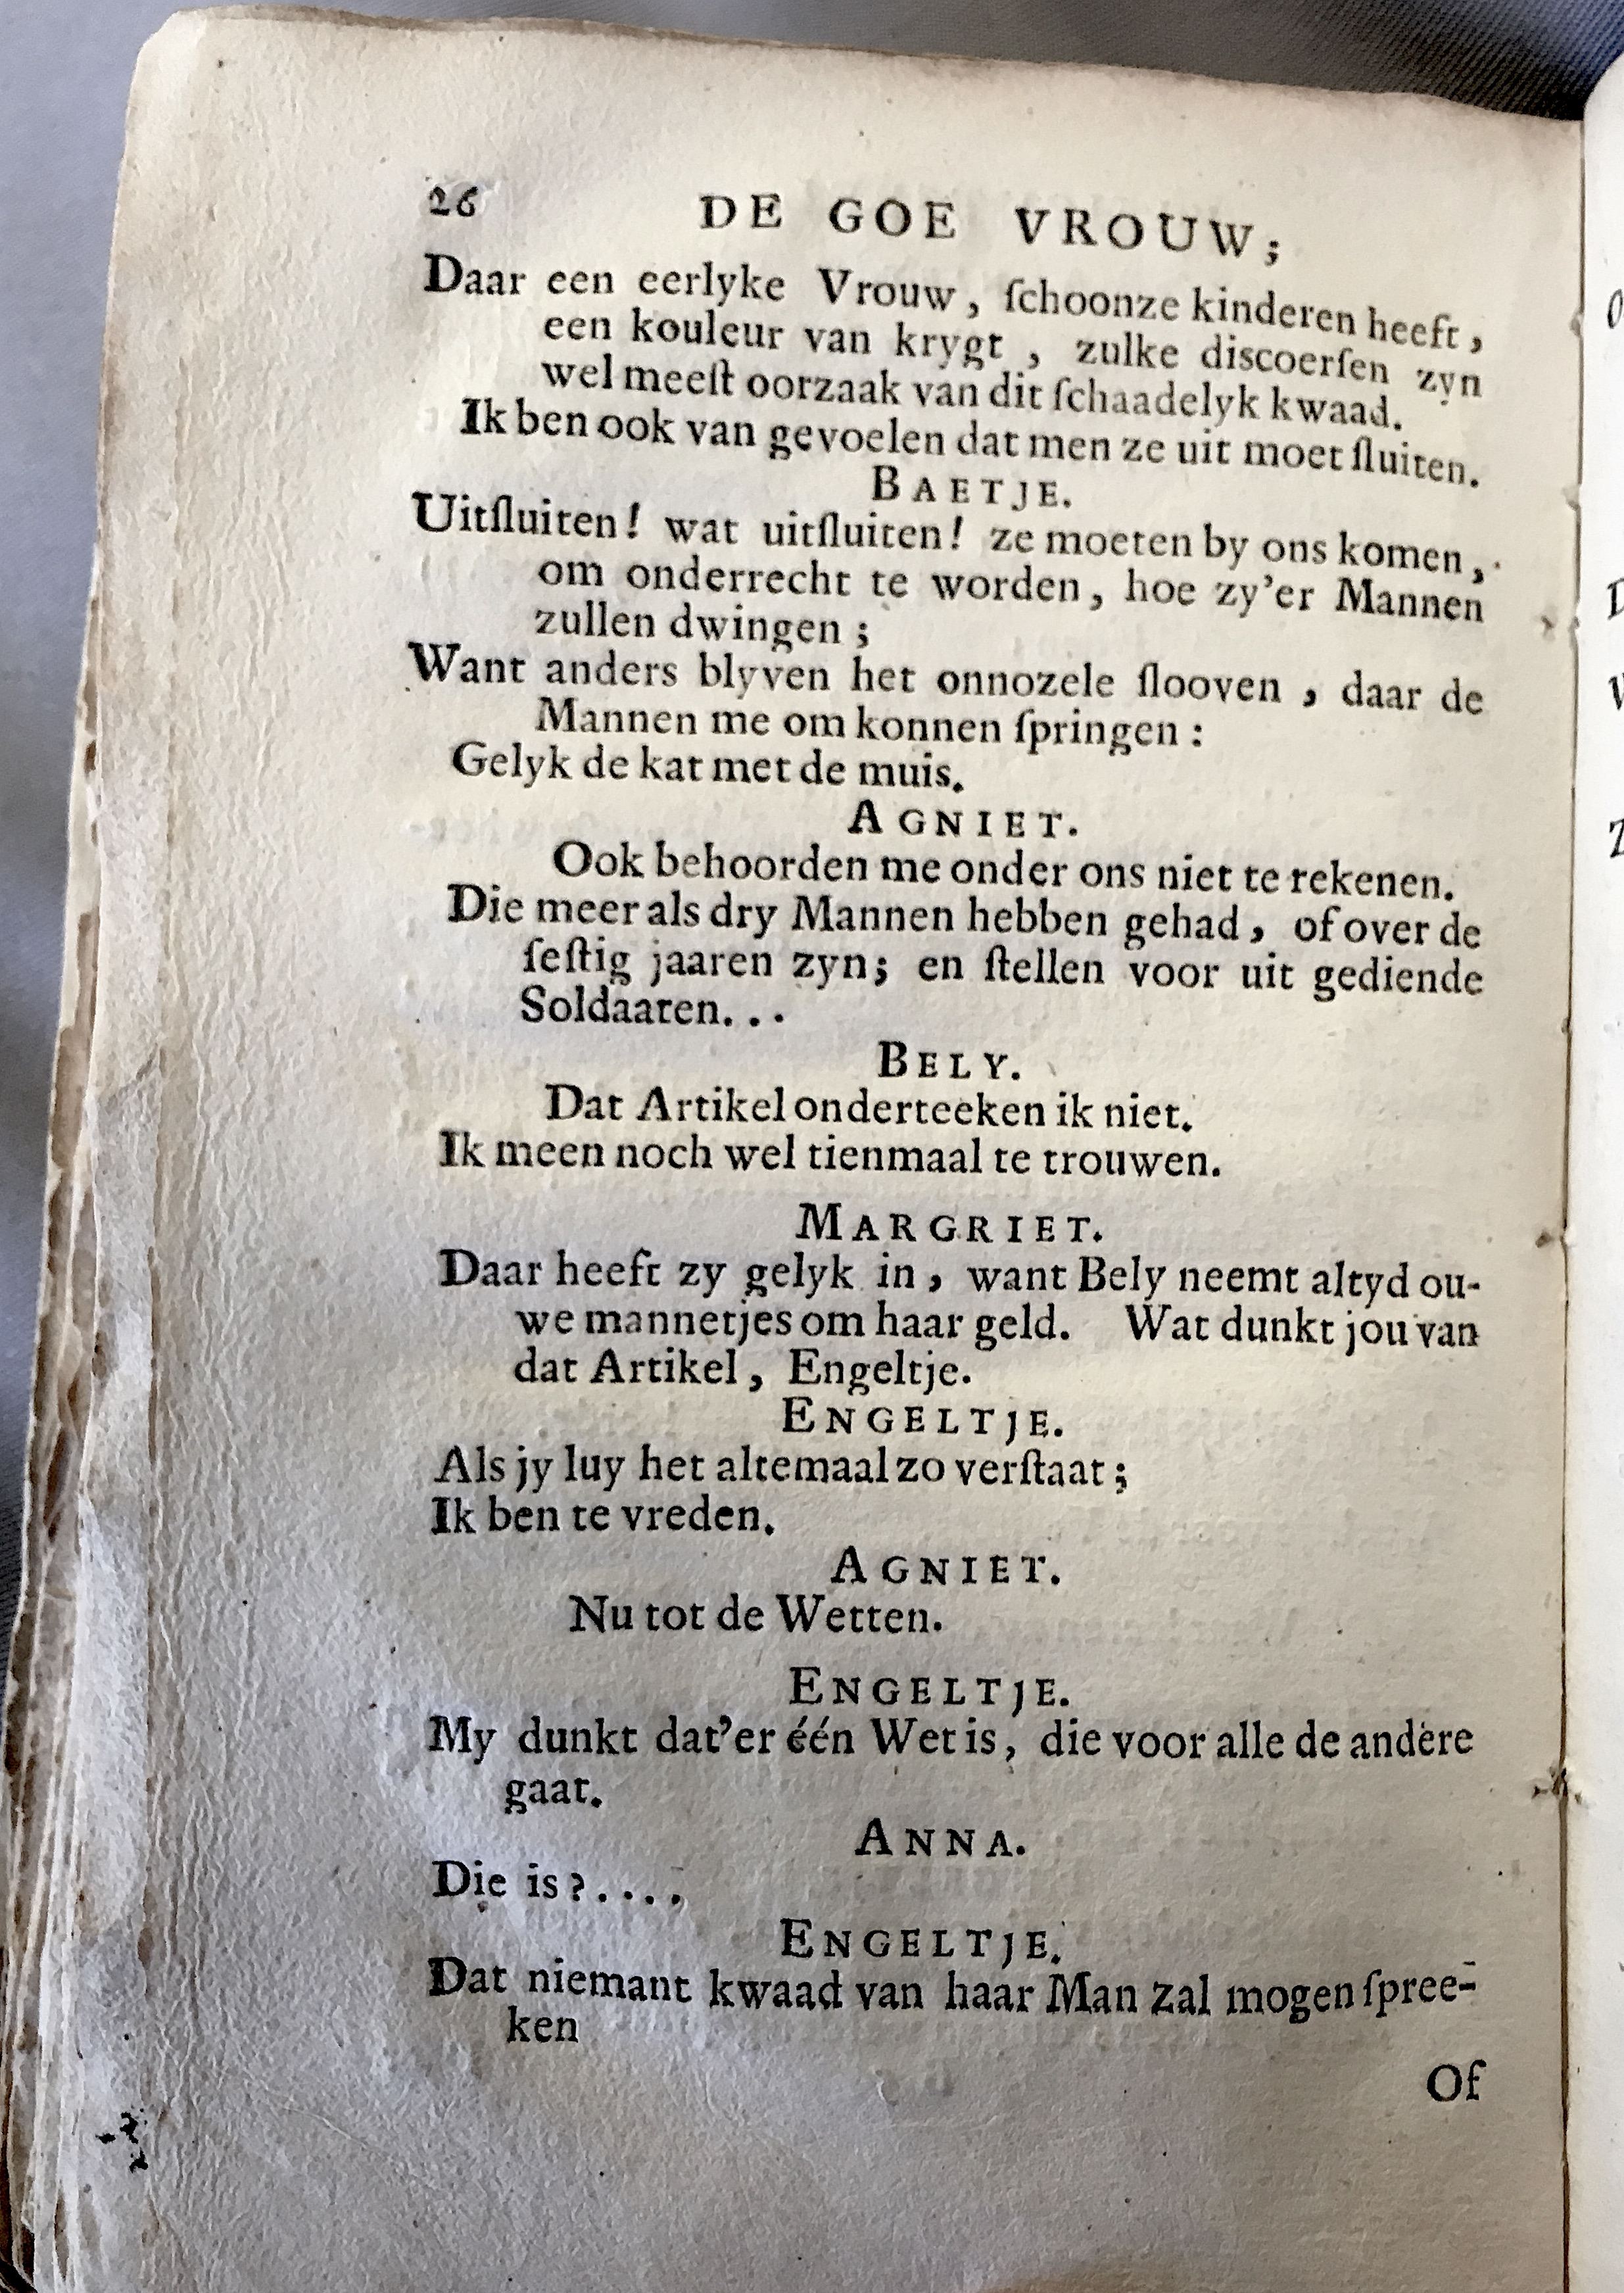 26 DE GOE VROUW;
Daar een eerlyke Vrouw, ſchoonze kinderen heeft,
een kouleur van krygt, zulke discoerſen zyn
wel meeſt oorzaak van dit ſchaadelyk kwaad.
Ik ben ook van gevoelen dat men ze uit moet ſluiten.
BAETJE.
Uitſluiten! wat uitſluiten! ze moeten by ons komen,
om onderrecht te worden, hoe zy'er Mannen
zullen dwingen;
Want anders blyven het onnozele ſlooven, daar de
Mannen me om konnen ſpringen:
Gelyk de kat met de muis.
AGNIET.
Ook behoorden me onder ons niet te rekenen.
Die meer als dry Mannen hebben gehad, of over de
ſeſtig jaaren zyn; en ſtellen voor uit gediende
Soldaaten...
BELY.
Dat Artikel onderteeken ik niet.
Ik meen noch wel tienmaal te trouwen.
MARGRIET.
Daar heeft zy gelyk in, want Bely neemt altyd ou-
we mannetjes om haar geld. Wat dunkt jou van
dat Artikel, Engeltje.
ENGELTJE.
Als jy luy het altemaal zo verſtaat;
Ik ben te vreden.
AGNIET.
Nu tot de Wetten.
ENGELTJE.
My dunkt dat'er één Wet is, die voor alle de andere
gaat.
ANNA.
Die is?....
ENGELTJE.
Dat niemant kwaad van haar Man zal mogen ſpree-
ken
Of